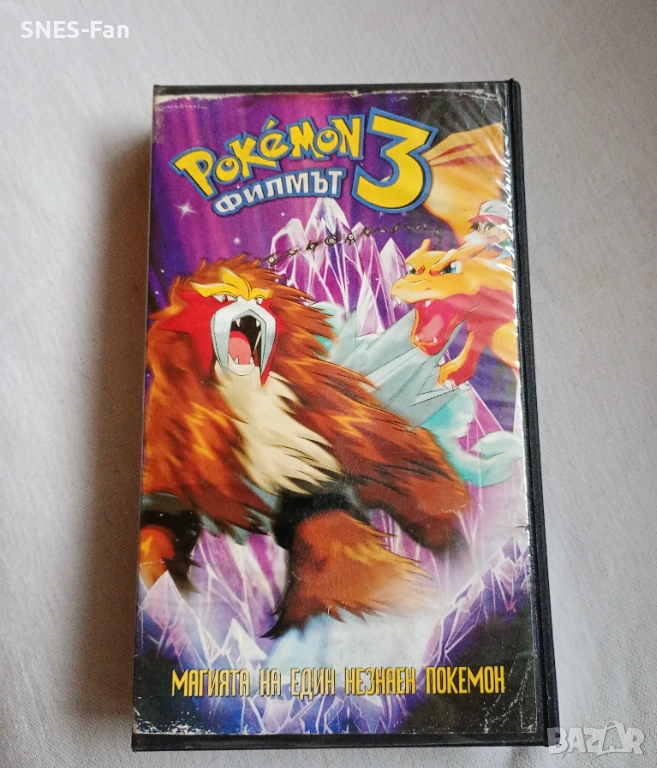 SNES-Fan
POKéMON 3
ФИЛМЪТ
МАГИЯТА НА ЕДИН НЕЗНАЕН ПОКЕМОН
BAZAR